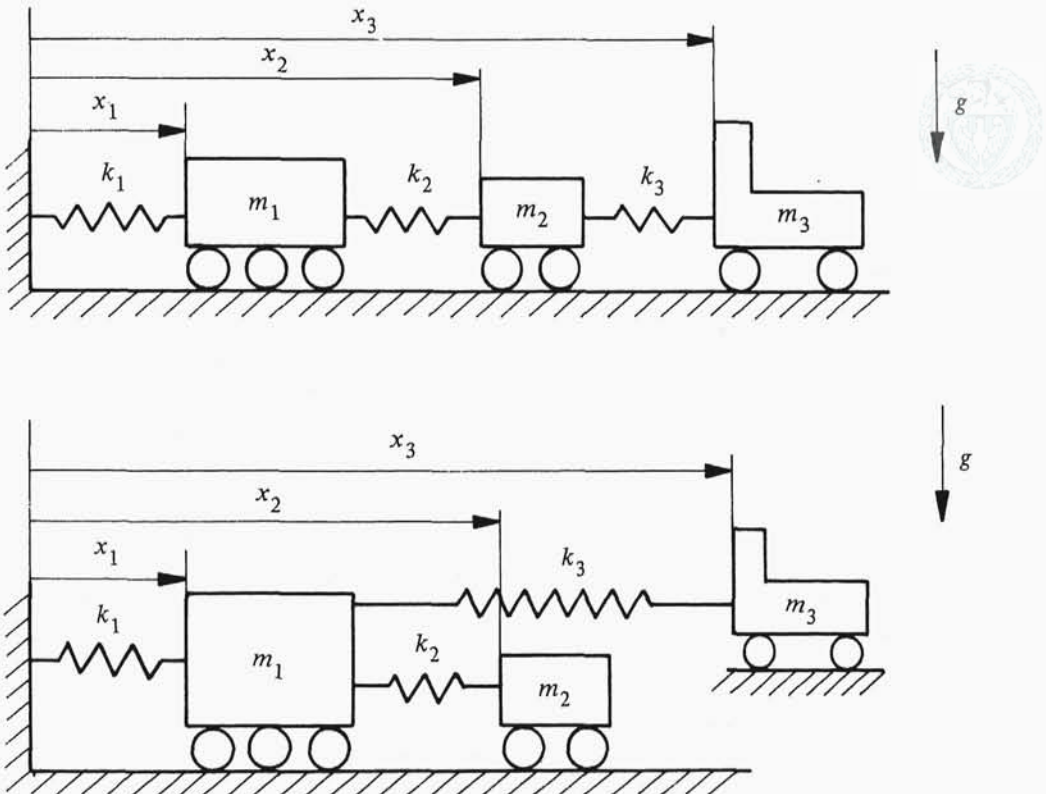 x₃
x₂
x₁
g
k₁
k₂
k₃
m₁
m₂
m₃
x₃
g
x₂
x₁
k₃
k₁
k₂
m₃
m₁
m₂